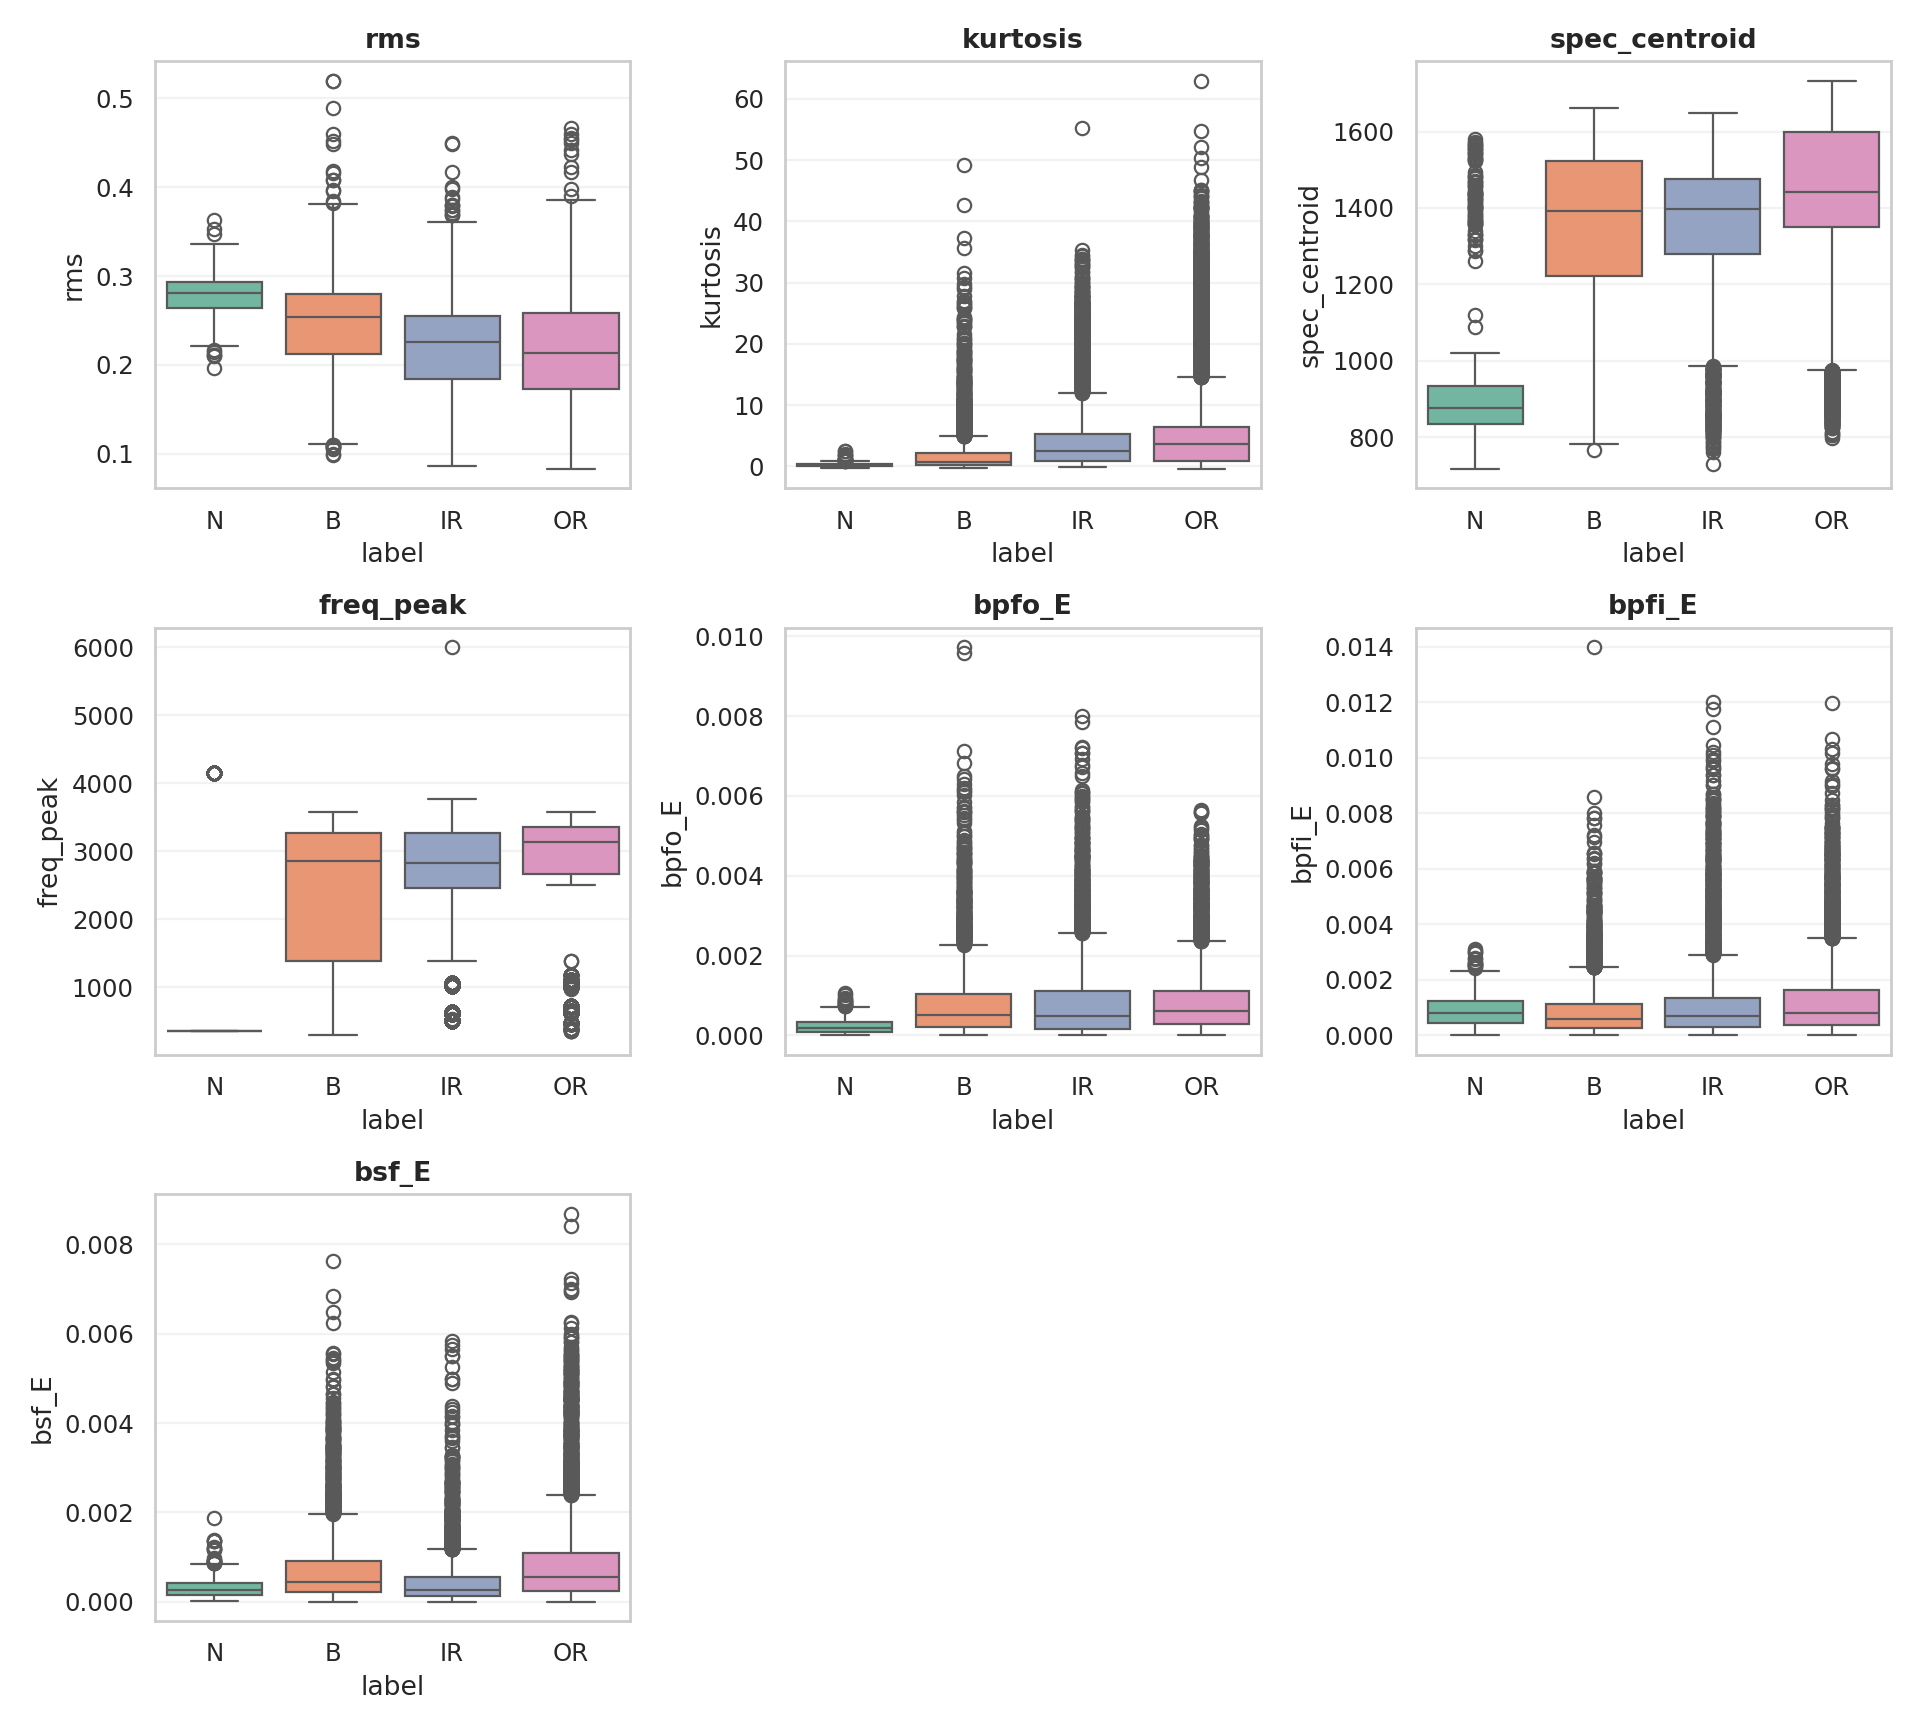 rms
kurtosis
spec_centroid
rms
0.5
0.4
0.3
0.2
0.1
N B IR OR
label
kurtosis
60
50
40
30
20
10
0
N B IR OR
label
spec_centroid
1600
1400
1200
1000
800
N B IR OR
label
freq_peak
bpfo_E
bpfi_E
freq_peak
6000
5000
4000
3000
2000
1000
N B IR OR
label
bpfo_E
0.010
0.008
0.006
0.004
0.002
0.000
N B IR OR
label
bpfi_E
0.014
0.012
0.010
0.008
0.006
0.004
0.002
0.000
N B IR OR
label
bsf_E
bsf_E
0.008
0.006
0.004
0.002
0.000
N B IR OR
label